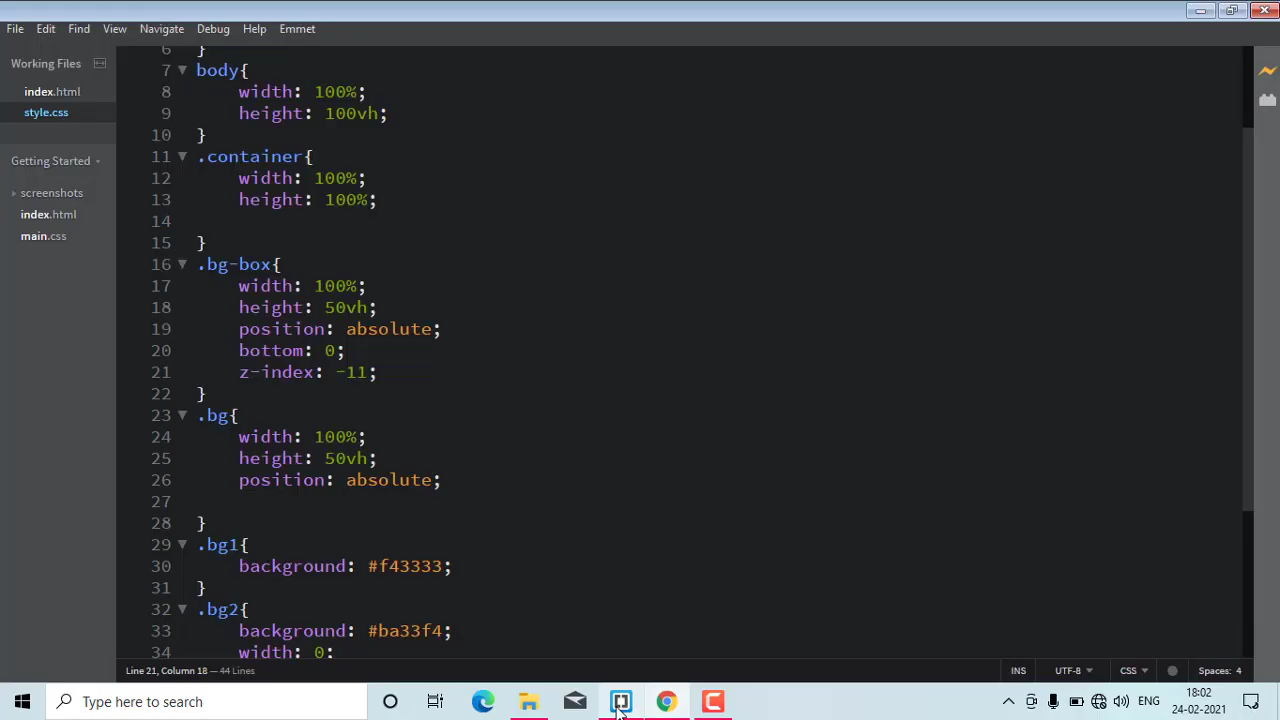 File Edit Find View Navigate Debug Help Emmet
Working Files
index.html
style.css
Getting Started
screenshots
index.html
main.css
6 }
7 body{
8 width: 100%;
9 height: 100vh;
10 }
11 .container{
12 width: 100%;
13 height: 100%;
14
15 }
16 .bg-box{
17 width: 100%;
18 height: 50vh;
19 position: absolute;
20 bottom: 0;
21 z-index: -11;
22 }
23 .bg{
24 width: 100%;
25 height: 50vh;
26 position: absolute;
27
28 }
29 .bg1{
30 background: #f43333;
31 }
32 .bg2{
33 background: #ba33f4;
34 width: 0;
Line 21, Column 18 — 44 Lines
INS UTF-8 CSS Spaces: 4
Type here to search
ENG
18:02
24-02-2021